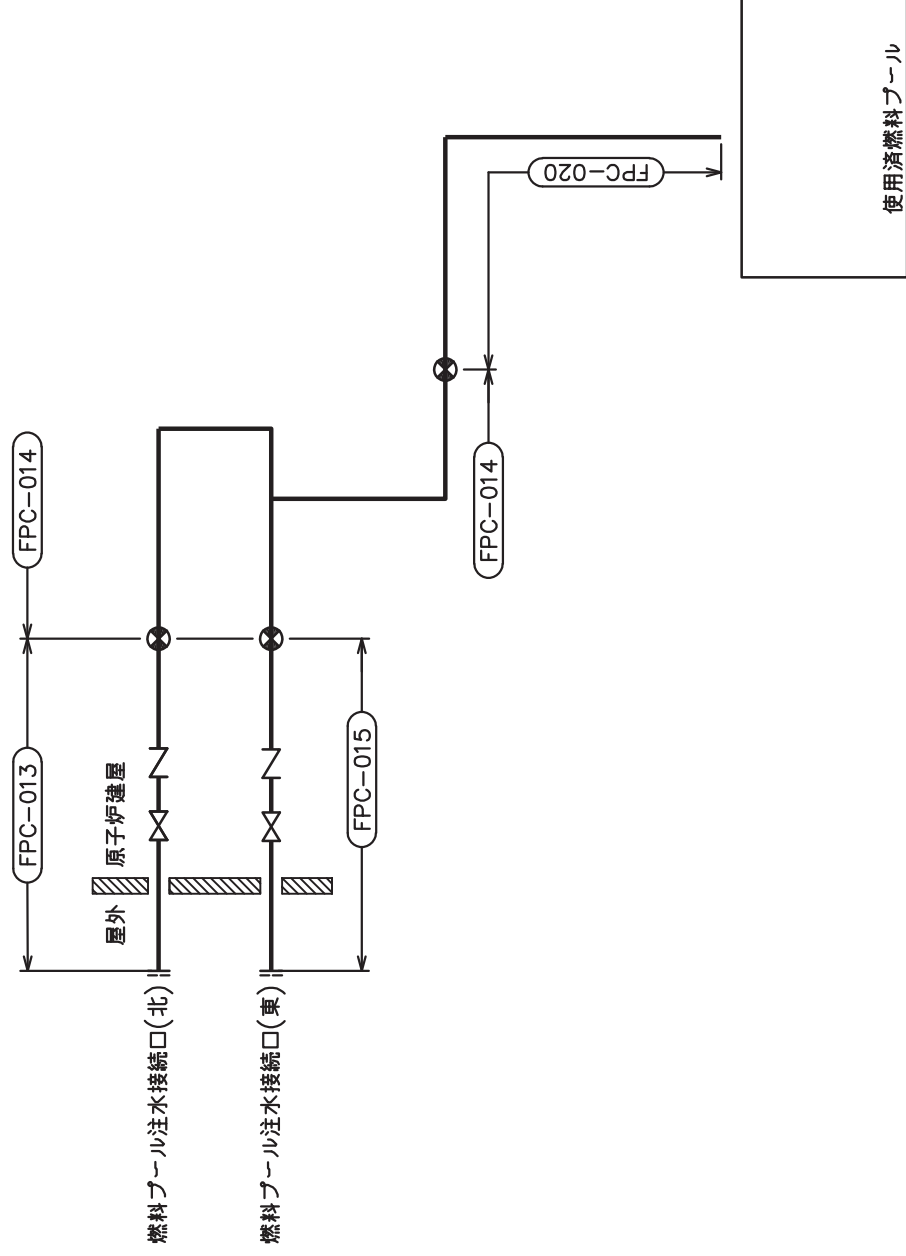 燃料プール注水接続口(北)
燃料プール注水接続口(東)
屋外
原子炉建屋
FPC-013
FPC-014
FPC-015
FPC-014
FPC-020
使用済燃料プール